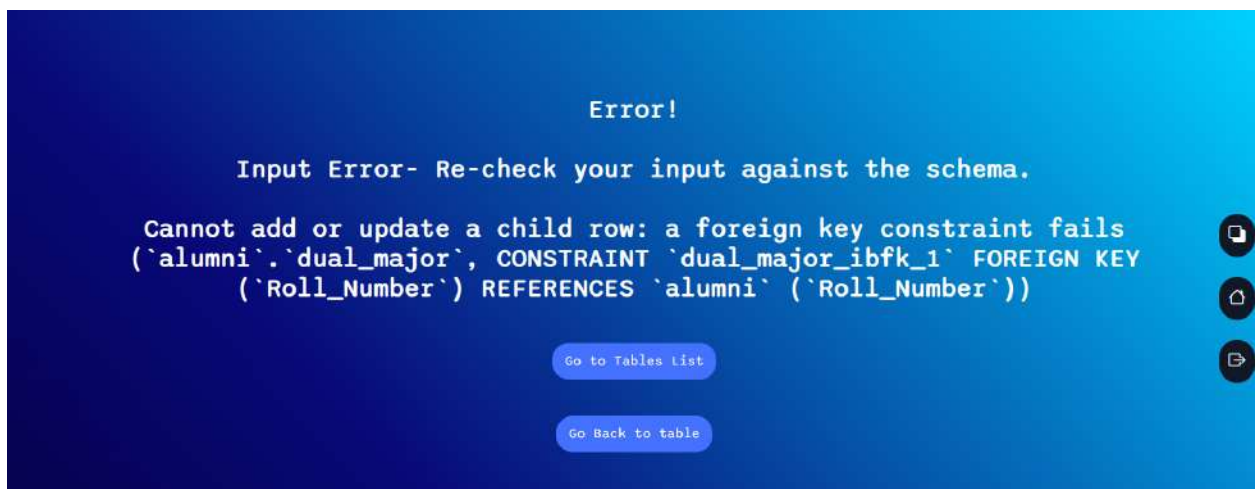 Error!
Input Error- Re-check your input against the schema.
Cannot add or update a child row: a foreign key constraint fails
(`alumni`.`dual_major`, CONSTRAINT `dual_major_ibfk_1` FOREIGN KEY
(`Roll_Number`) REFERENCES `alumni` (`Roll_Number`))
Go to Tables List
Go Back to table